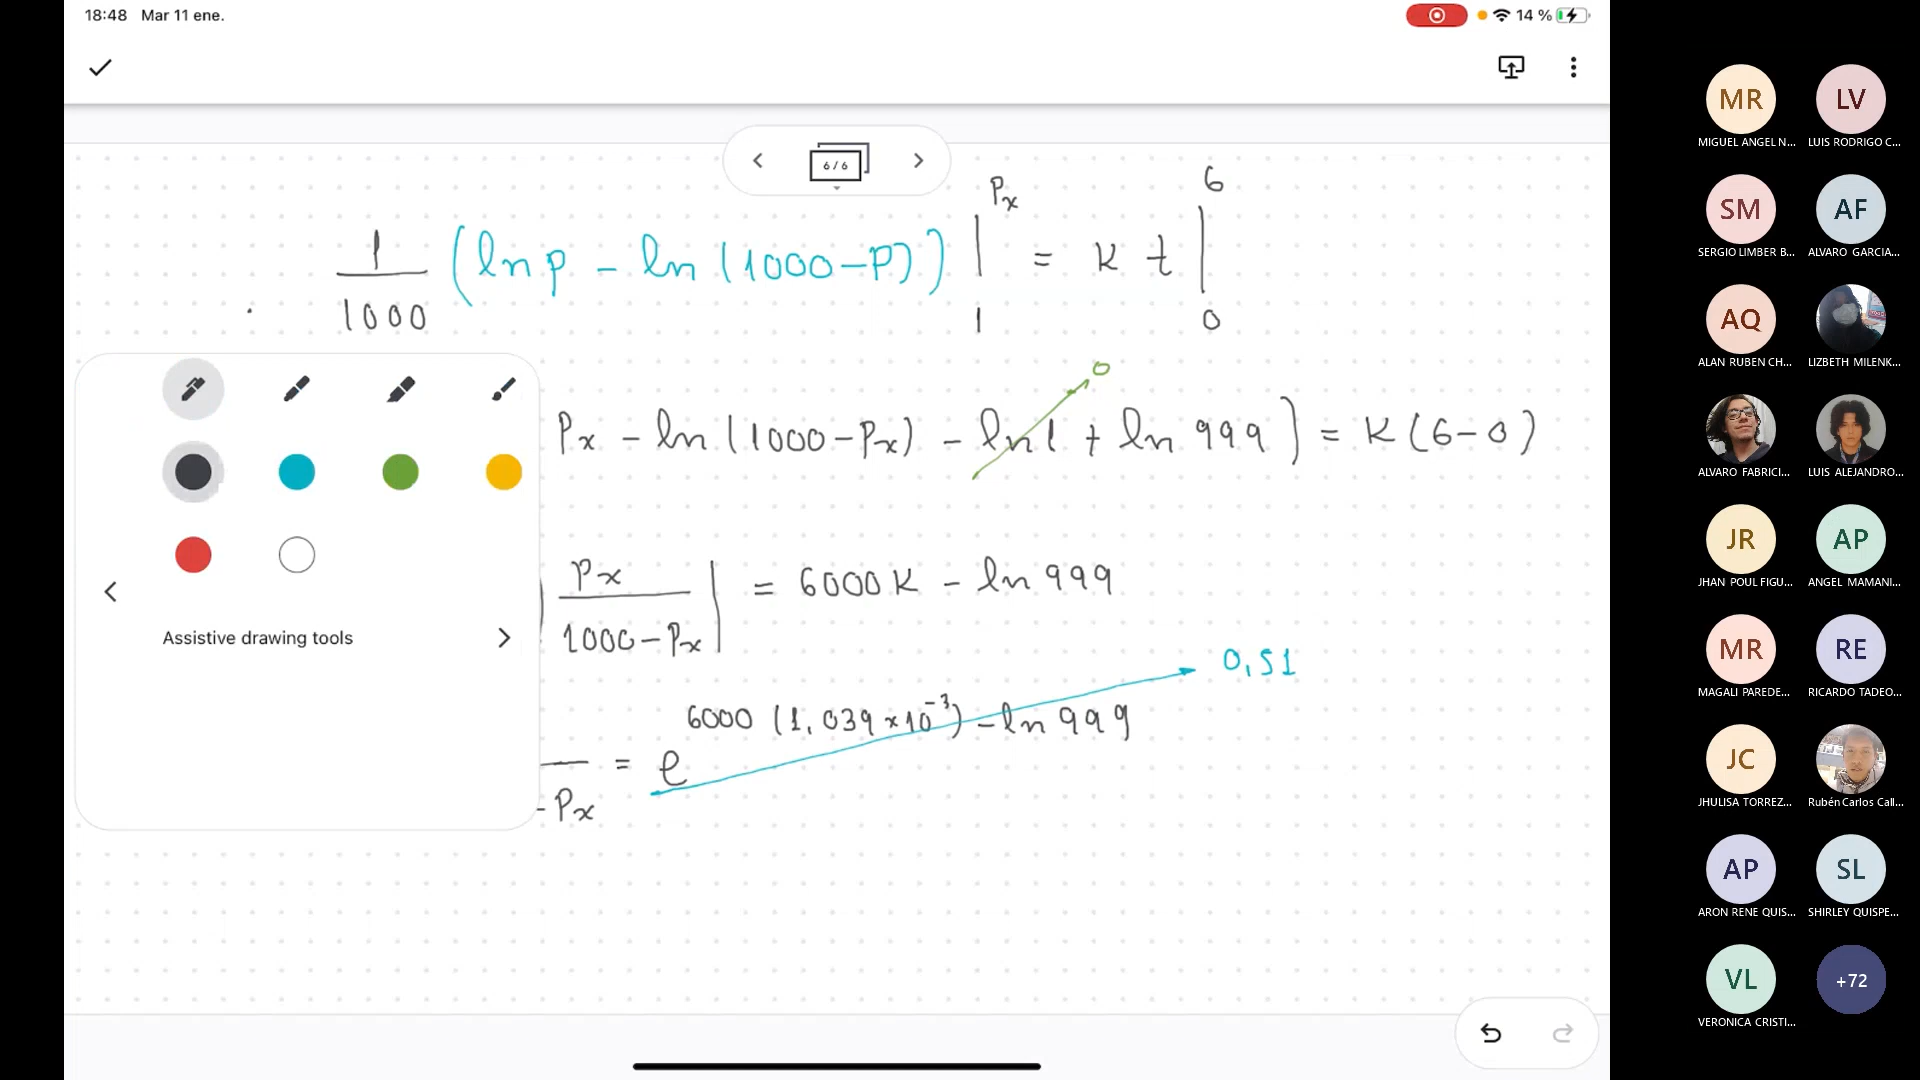 18:48 Mar 11 ene. 14 %
6 / 6
1/1000 (ln p - ln (1000-P)) |₁^Px = K t |₀^6
0
Px - ln (1000-Px) - ln 1 + ln 999 ) = K (6-0)
Px / 1000-Px | = 6000 K - ln 999
Assistive drawing tools
0,51
-Px = e^6000 (1,039×10⁻³) - ln 999
MR LV
MIGUEL ANGEL N... LUIS RODRIGO C...
SM AF
SERGIO LIMBER B... ALVARO GARCIA...
AQ
ALAN RUBEN CH... LIZBETH MILENK...
ALVARO FABRICI... LUIS ALEJANDRO...
JR AP
JHAN POUL FIGU... ANGEL MAMANI...
MR RE
MAGALI PAREDE... RICARDO TADEO...
JC
JHULISA TORREZ... Rubén Carlos Call...
AP SL
ARON RENE QUIS... SHIRLEY QUISPE...
VL +72
VERONICA CRISTI...